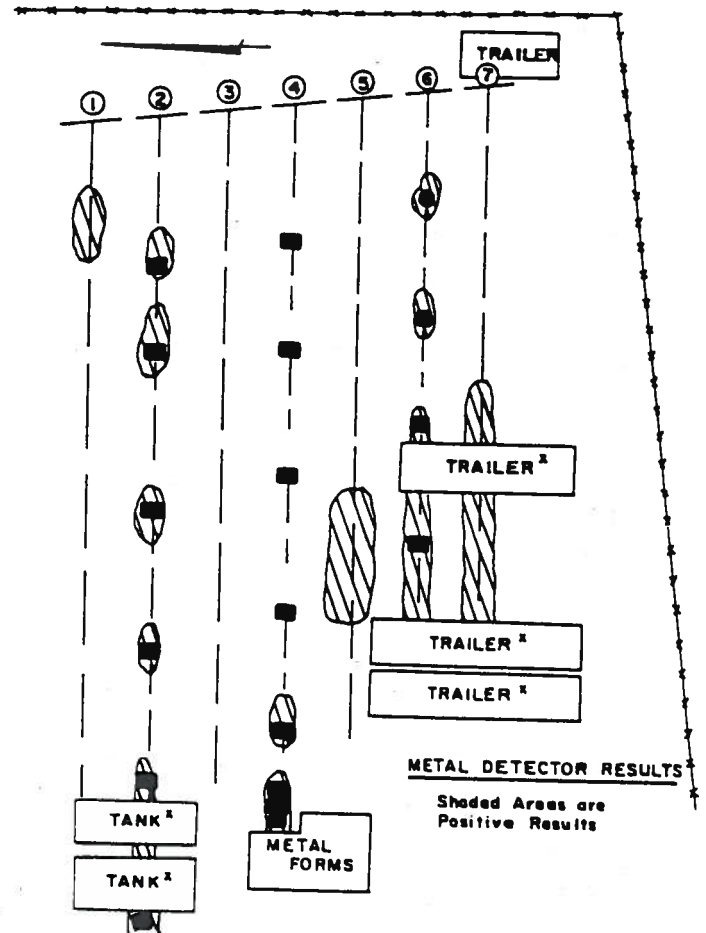 TRAILER
1 2 3 4 5 6 7
TRAILER x
TRAILER x
TRAILER x
METAL DETECTOR RESULTS
Shaded Areas are
Positive Results
TANK x
METAL
FORMS
TANK x